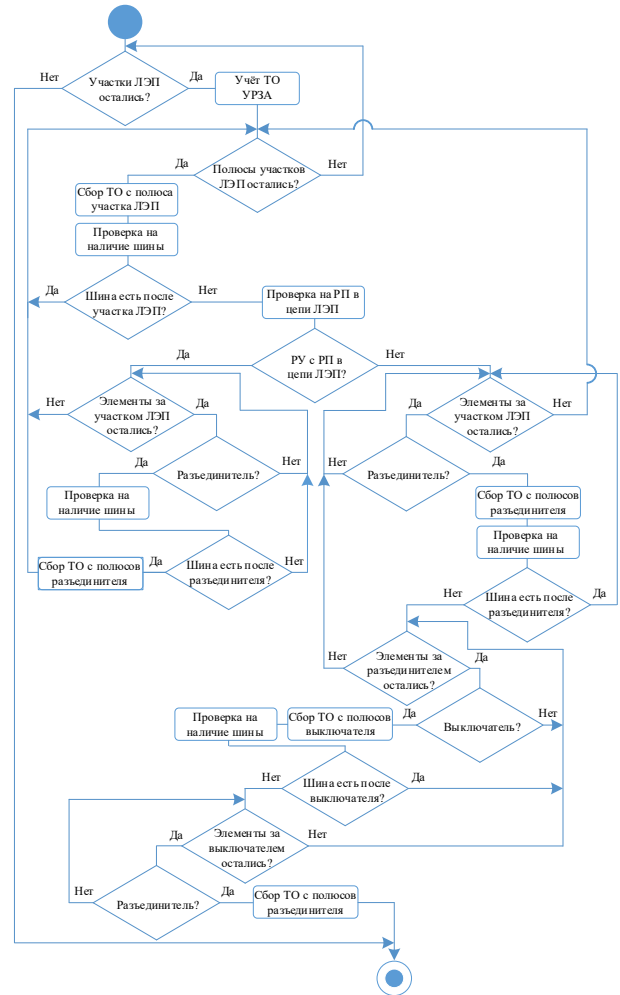 Нет
Участки ЛЭП
остались?
Да
Учёт ТО
УРЗА
Да
Полюсы участков
ЛЭП остались?
Нет
Сбор ТО с полюса
участка ЛЭП
Проверка на
наличие шины
Да
Шина есть после
участка ЛЭП?
Нет
Проверка на РП в
цепи ЛЭП
Да
РУ с РП в
цепи ЛЭП?
Нет
Нет
Элементы за
участком ЛЭП
остались?
Да
Да
Разъединитель?
Нет
Проверка на
наличие шины
Сбор ТО с полюсов
разъединителя
Да
Шина есть после
разъединителя?
Нет
Да
Элементы за
участком ЛЭП
остались?
Нет
Нет
Разъединитель?
Да
Сбор ТО с полюсов
разъединителя
Проверка на
наличие шины
Нет
Шина есть после
разъединителя?
Да
Нет
Элементы за
разъединителем
остались?
Да
Проверка на
наличие шины
Сбор ТО с полюсов
выключателя
Да
Выключатель?
Нет
Нет
Шина есть после
выключателя?
Да
Да
Элементы за
выключателем
остались?
Нет
Нет
Разъединитель?
Да
Сбор ТО с полюсов
разъединителя